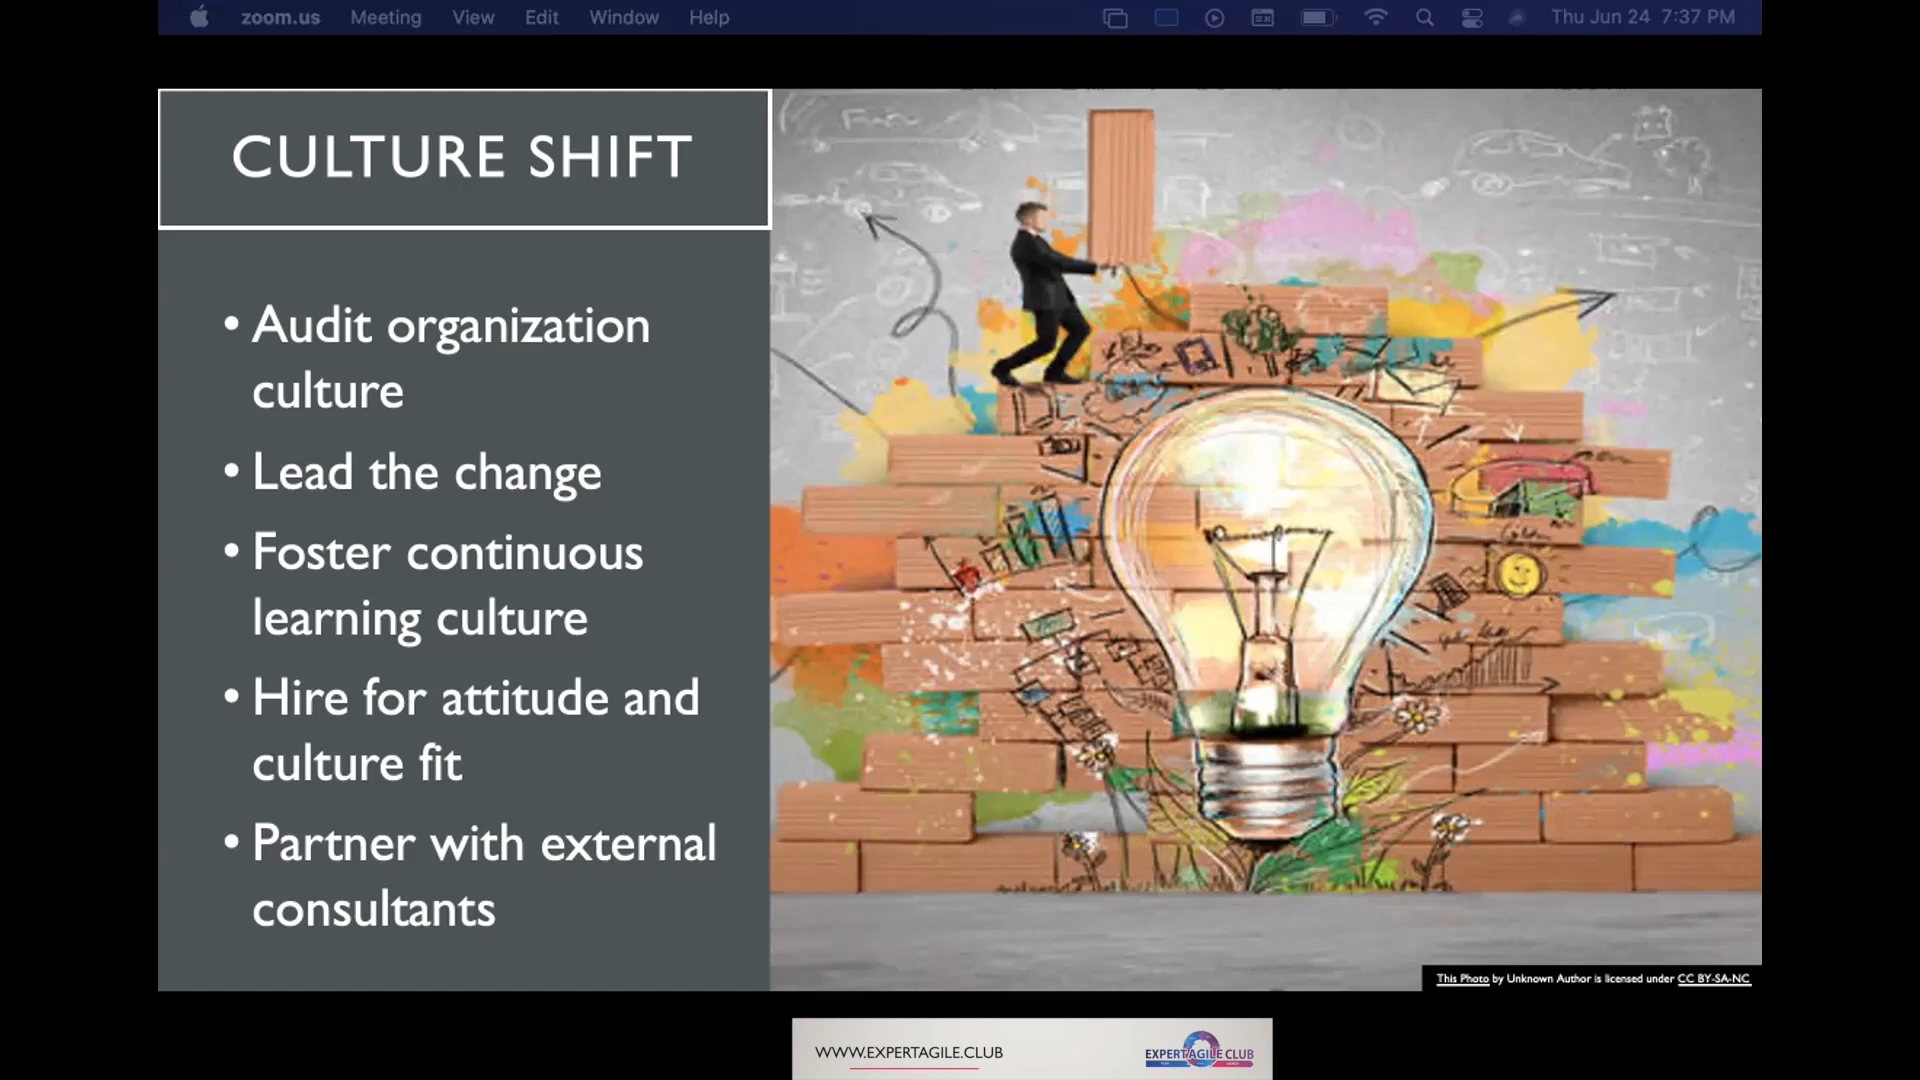 zoom.us Meeting View Edit Window Help Thu Jun 24 7:37 PM
CULTURE SHIFT
• Audit organization
culture
• Lead the change
• Foster continuous
learning culture
• Hire for attitude and
culture fit
• Partner with external
consultants
This Photo by Unknown Author is licensed under CC BY-SA-NC
WWW.EXPERTAGILE.CLUB
EXPERTAGILE CLUB